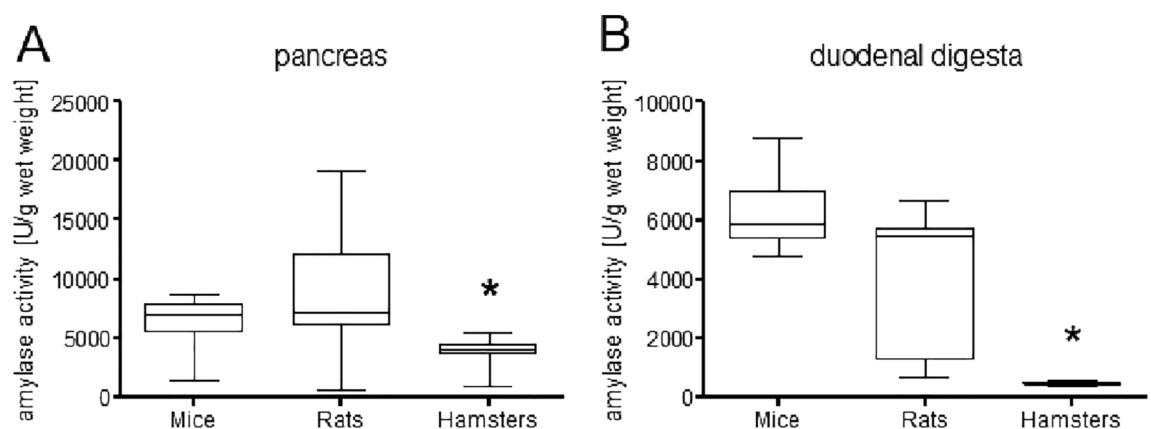 A
pancreas
amylase activity [U/g wet weight]
25000
20000
15000
10000
5000
0
*
Mice
Rats
Hamsters
B
duodenal digesta
amylase activity [U/g wet weight]
10000
8000
6000
4000
2000
0
*
Mice
Rats
Hamsters